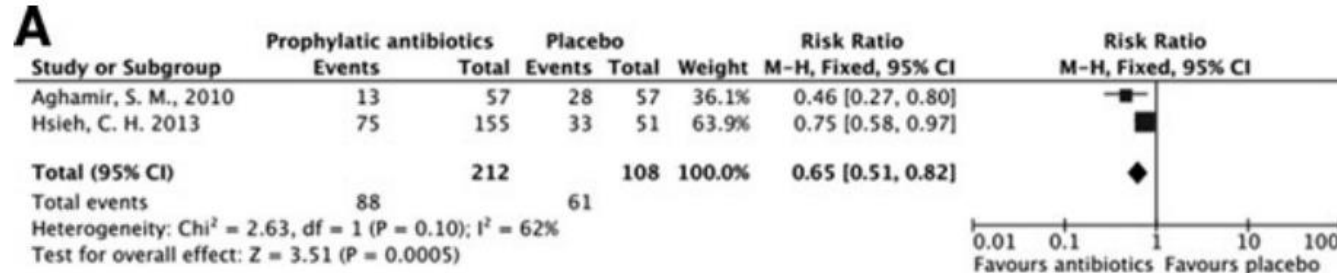 A
Prophylatic antibiotics Placebo Risk Ratio Risk Ratio
Study or Subgroup Events Total Events Total Weight M-H, Fixed, 95% CI M-H, Fixed, 95% CI
Aghamir, S. M., 2010 13 57 28 57 36.1% 0.46 [0.27, 0.80]
Hsieh, C. H. 2013 75 155 33 51 63.9% 0.75 [0.58, 0.97]
Total (95% CI) 212 108 100.0% 0.65 [0.51, 0.82]
Total events 88 61
Heterogeneity: Chi² = 2.63, df = 1 (P = 0.10); I² = 62%
Test for overall effect: Z = 3.51 (P = 0.0005)
0.01 0.1 1 10 100
Favours antibiotics Favours placebo